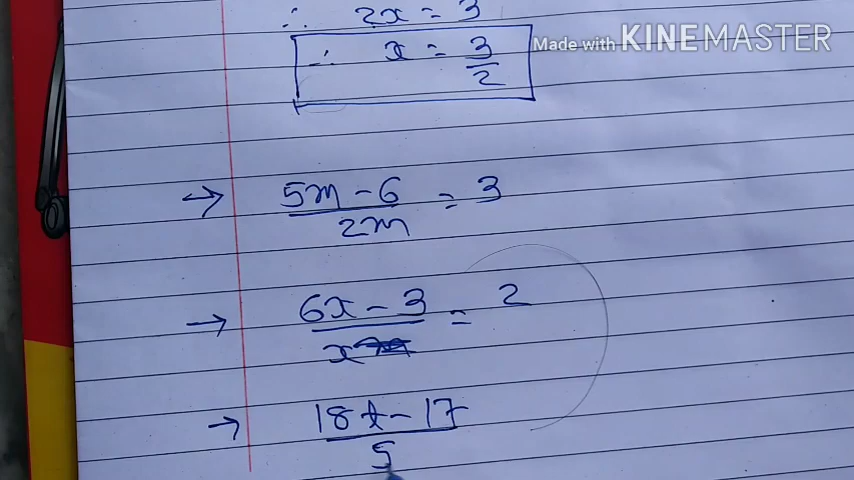 ∴ 2x = 3
Made with KINEMASTER
∴ x = 3/2
→ (5m - 6)/2m = 3
→ (6x - 3)/x = 2
→ (18t - 17)/5